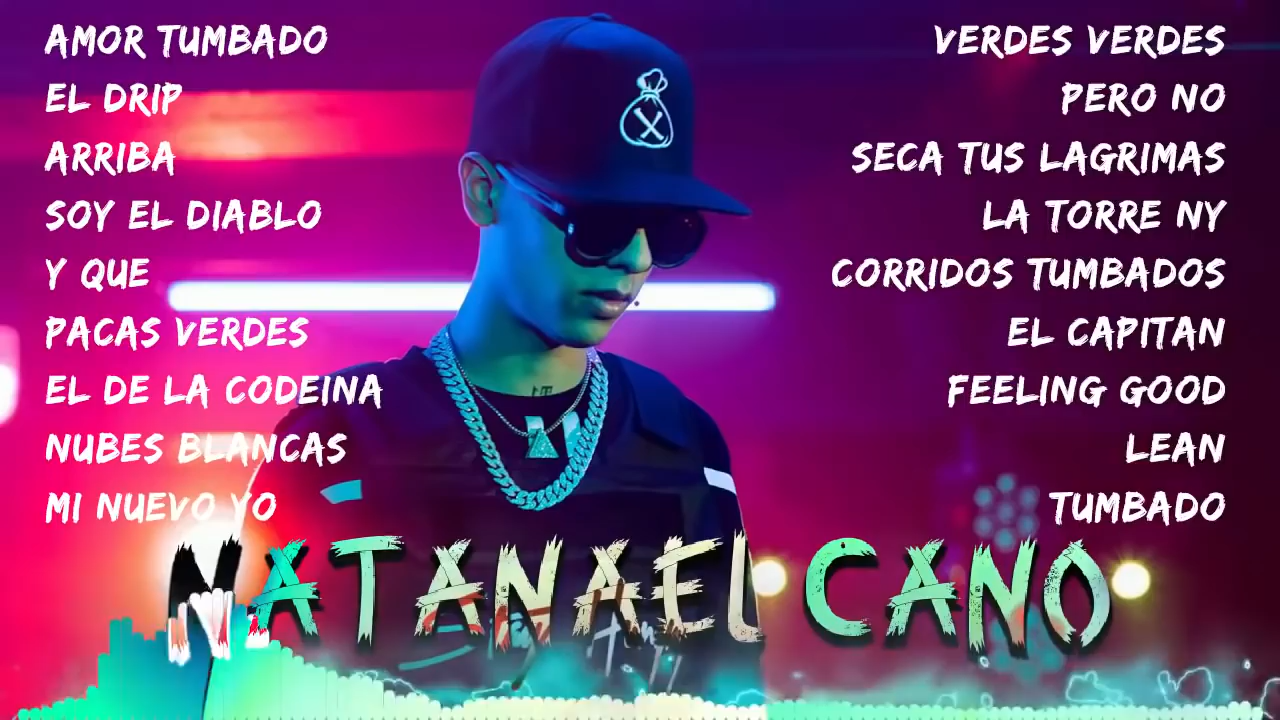 AMOR TUMBADO
EL DRIP
ARRIBA
SOY EL DIABLO
Y QUE
PACAS VERDES
EL DE LA CODEINA
NUBES BLANCAS
MI NUEVO YO
VERDES VERDES
PERO NO
SECA TUS LAGRIMAS
LA TORRE NY
CORRIDOS TUMBADOS
EL CAPITAN
FEELING GOOD
LEAN
TUMBADO
NATANAEL CANO